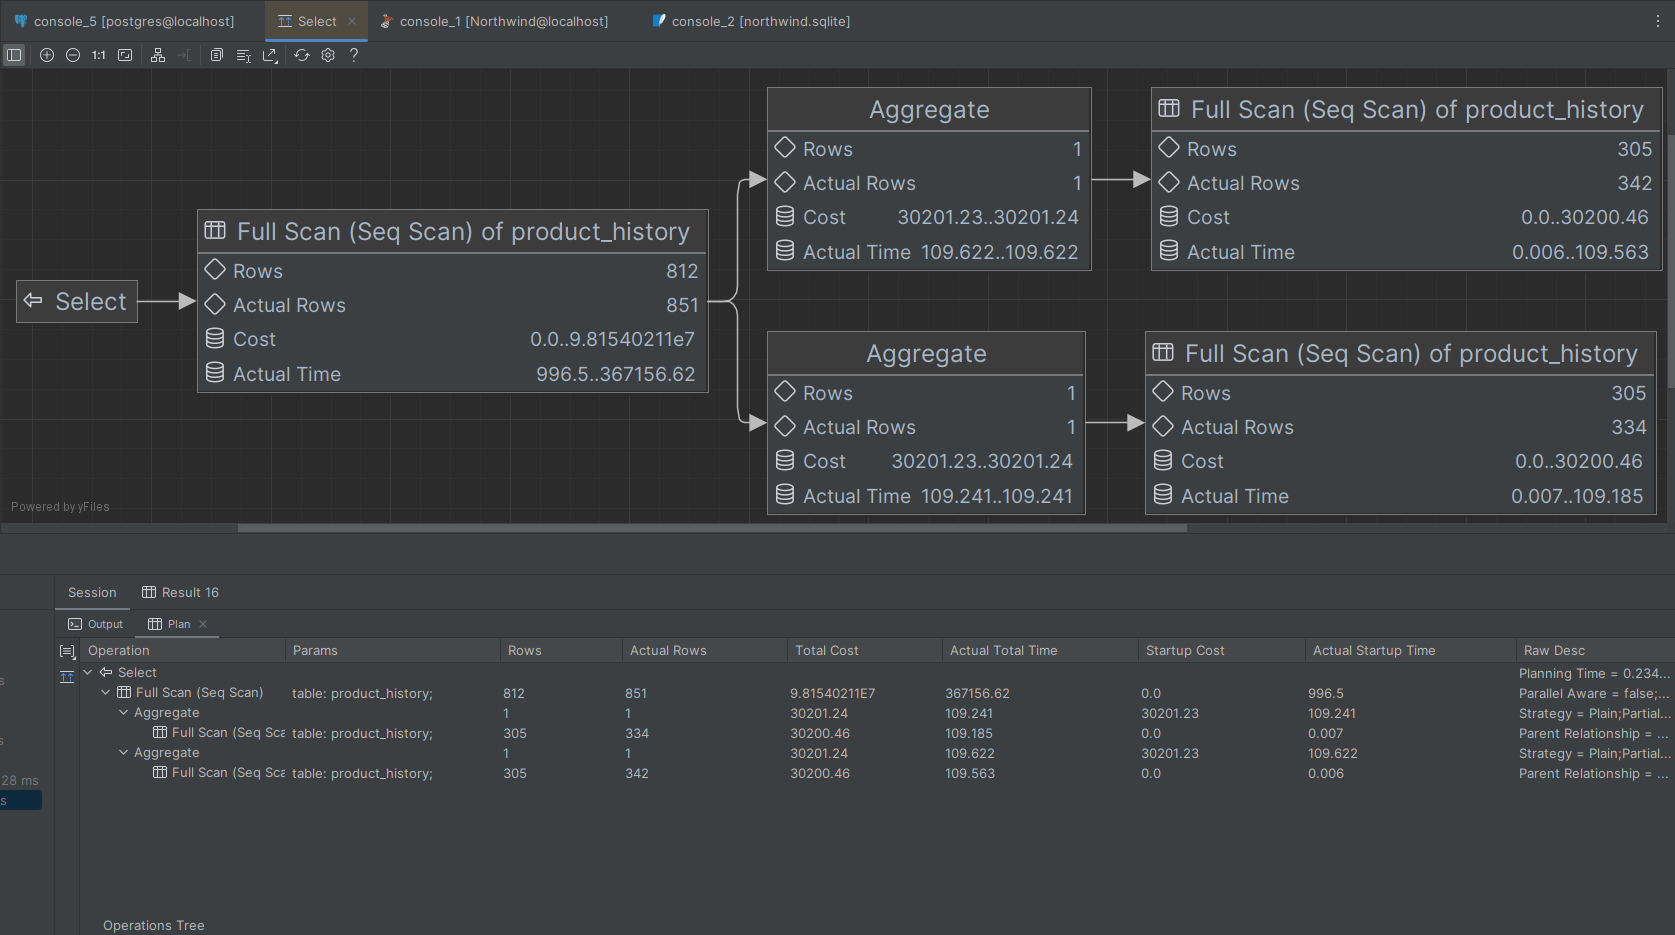 console_5 [postgres@localhost]
Select
console_1 [Northwind@localhost]
console_2 [northwind.sqlite]
1:1
?
Select
Full Scan (Seq Scan) of product_history
Rows 812
Actual Rows 851
Cost 0.0..9.81540211e7
Actual Time 996.5..367156.62
Aggregate
Rows 1
Actual Rows 1
Cost 30201.23..30201.24
Actual Time 109.622..109.622
Full Scan (Seq Scan) of product_history
Rows 305
Actual Rows 342
Cost 0.0..30200.46
Actual Time 0.006..109.563
Aggregate
Rows 1
Actual Rows 1
Cost 30201.23..30201.24
Actual Time 109.241..109.241
Full Scan (Seq Scan) of product_history
Rows 305
Actual Rows 334
Cost 0.0..30200.46
Actual Time 0.007..109.185
Powered by yFiles
Session Result 16
Output Plan
Operation Params Rows Actual Rows Total Cost Actual Total Time Startup Cost Actual Startup Time Raw Desc
Select Planning Time = 0.234...
Full Scan (Seq Scan) table: product_history; 812 851 9.81540211E7 367156.62 0.0 996.5 Parallel Aware = false;...
Aggregate 1 1 30201.24 109.241 30201.23 109.241 Strategy = Plain;Partial...
Full Scan (Seq Sca table: product_history; 305 334 30200.46 109.185 0.0 0.007 Parent Relationship = ...
Aggregate 1 1 30201.24 109.622 30201.23 109.622 Strategy = Plain;Partial...
Full Scan (Seq Sca table: product_history; 305 342 30200.46 109.563 0.0 0.006 Parent Relationship = ...
s
s
28 ms
s
Operations Tree